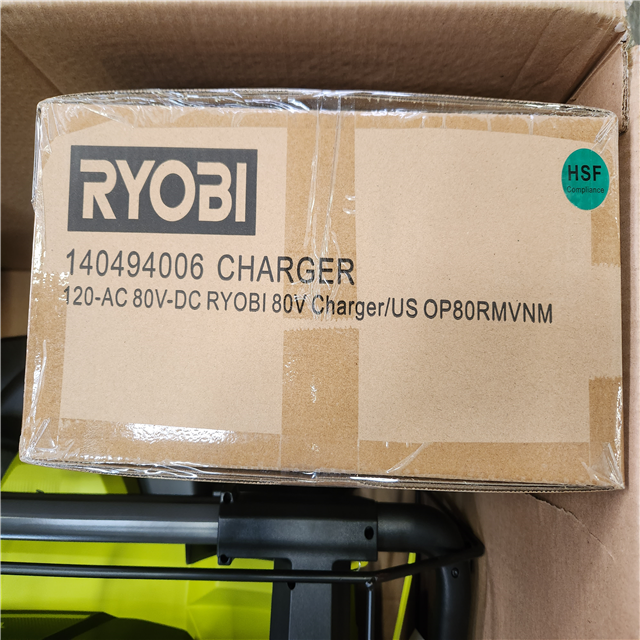 RYOBI
HSF
Compliance
140494006 CHARGER
120-AC 80V-DC RYOBI 80V Charger/US OP80RMVNM